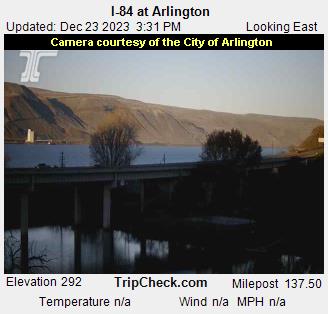 I-84 at Arlington
Updated: Dec 23 2023 3:31 PM Looking East
Camera courtesy of the City of Arlington
Elevation 292 TripCheck.com Milepost 137.50
Temperature n/a Wind n/a MPH n/a